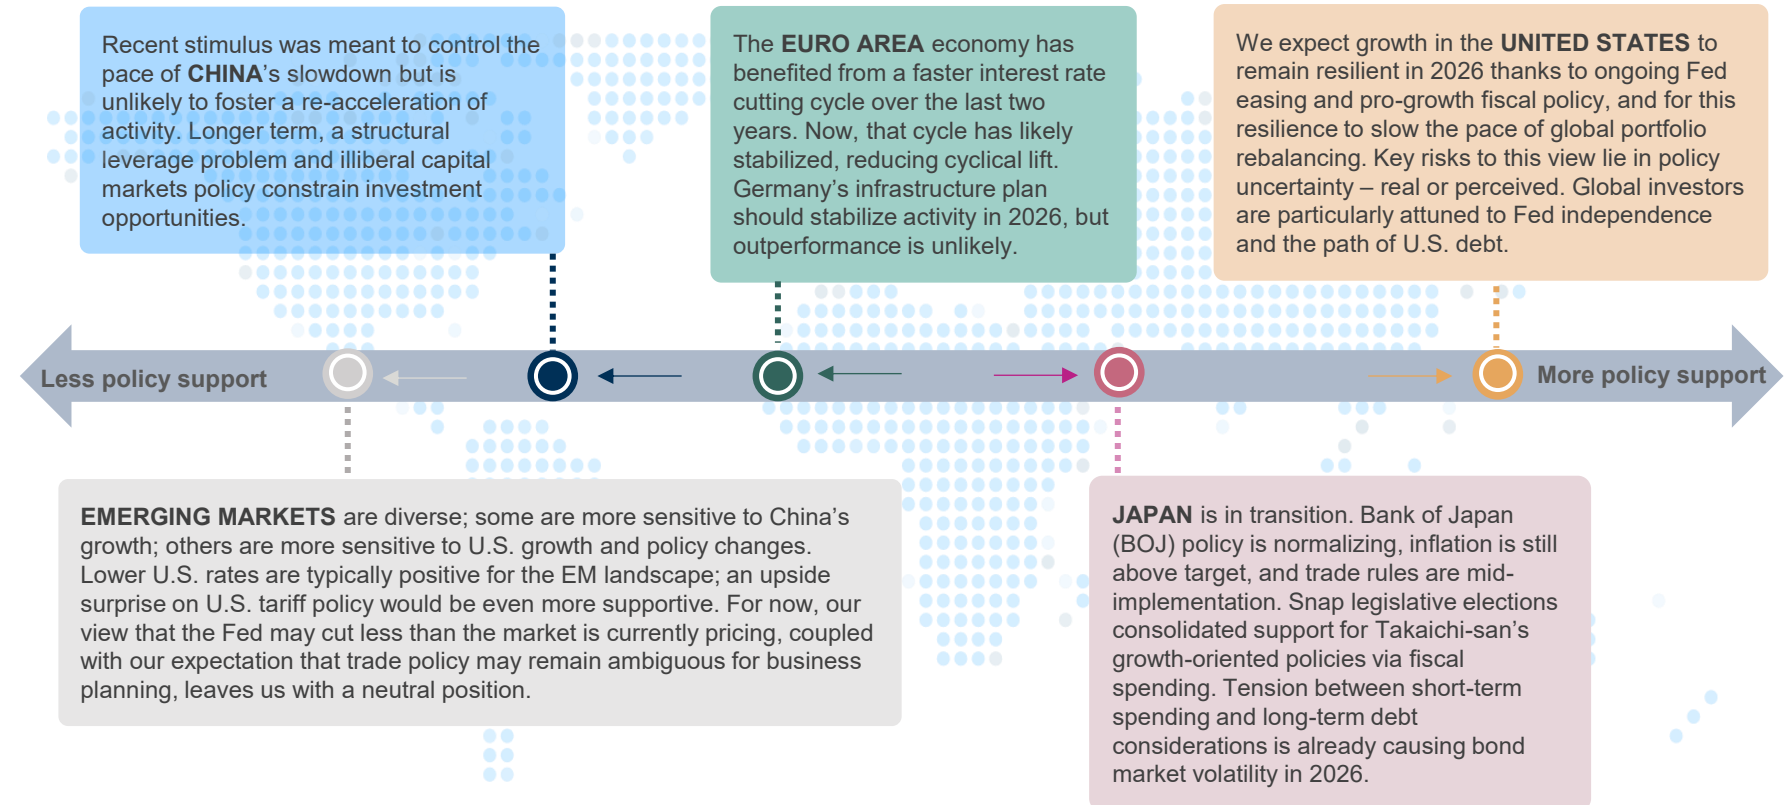 Recent stimulus was meant to control the
pace of CHINA's slowdown but is
unlikely to foster a re-acceleration of
activity. Longer term, a structural
leverage problem and illiberal capital
markets policy constrain investment
opportunities.
The EURO AREA economy has
benefited from a faster interest rate
cutting cycle over the last two
years. Now, that cycle has likely
stabilized, reducing cyclical lift.
Germany's infrastructure plan
should stabilize activity in 2026, but
outperformance is unlikely.
We expect growth in the UNITED STATES to
remain resilient in 2026 thanks to ongoing Fed
easing and pro-growth fiscal policy, and for this
resilience to slow the pace of global portfolio
rebalancing. Key risks to this view lie in policy
uncertainty – real or perceived. Global investors
are particularly attuned to Fed independence
and the path of U.S. debt.
Less policy support
More policy support
EMERGING MARKETS are diverse; some are more sensitive to China's
growth; others are more sensitive to U.S. growth and policy changes.
Lower U.S. rates are typically positive for the EM landscape; an upside
surprise on U.S. tariff policy would be even more supportive. For now, our
view that the Fed may cut less than the market is currently pricing, coupled
with our expectation that trade policy may remain ambiguous for business
planning, leaves us with a neutral position.
JAPAN is in transition. Bank of Japan
(BOJ) policy is normalizing, inflation is still
above target, and trade rules are mid-
implementation. Snap legislative elections
consolidated support for Takaichi-san's
growth-oriented policies via fiscal
spending. Tension between short-term
spending and long-term debt
considerations is already causing bond
market volatility in 2026.